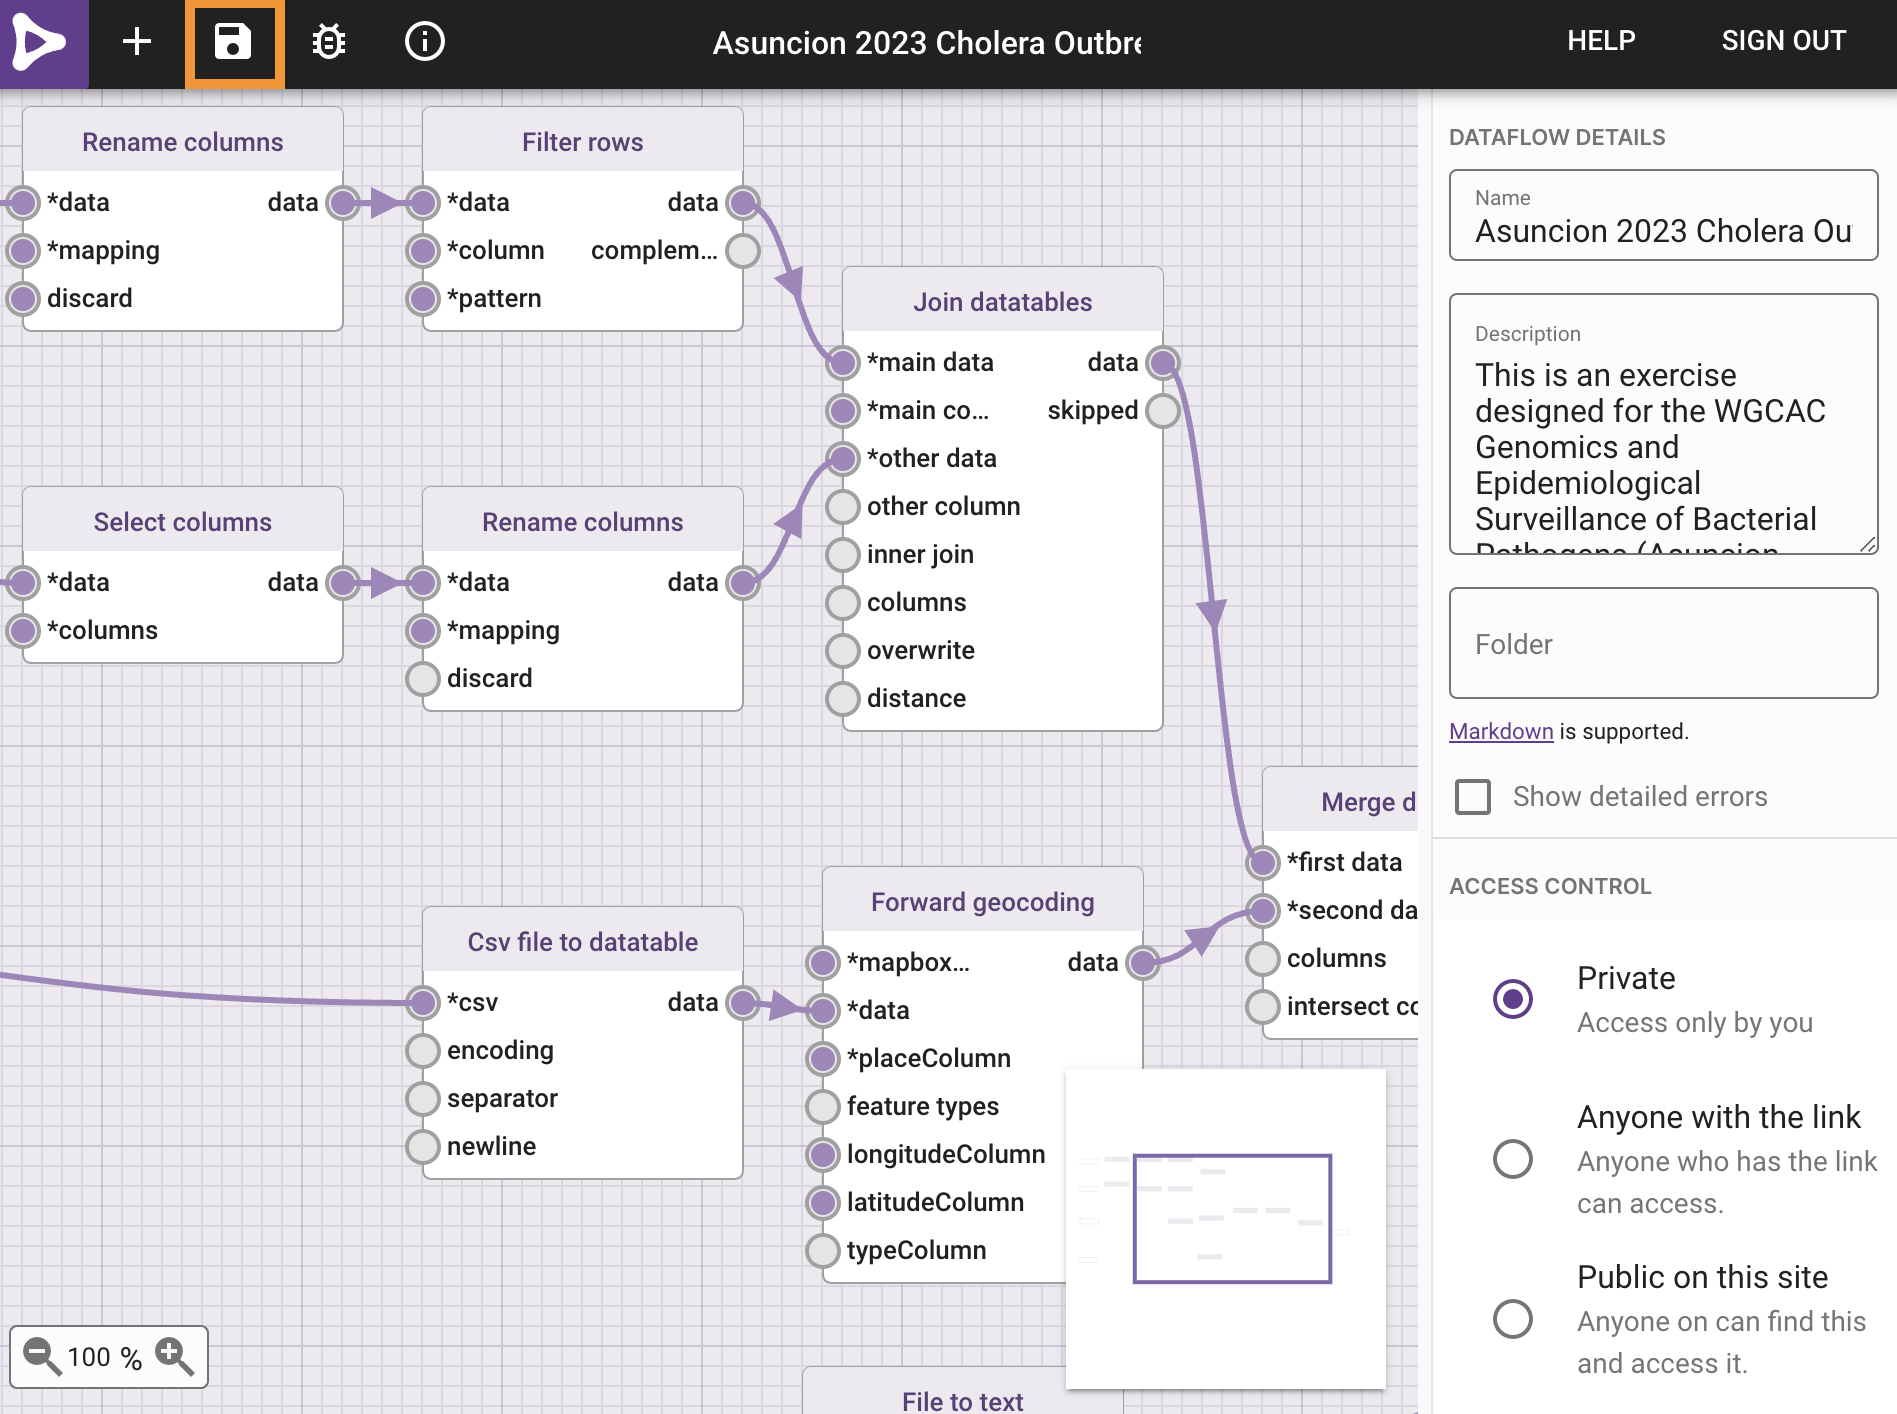 Asuncion 2023 Cholera Outbre
HELP
SIGN OUT
Rename columns
*data
data
*mapping
discard
Filter rows
*data
data
*column
complem...
*pattern
Join datatables
*main data
data
*main co...
skipped
*other data
other column
inner join
columns
overwrite
distance
Select columns
*data
data
*columns
Rename columns
*data
data
*mapping
discard
Merge d
*first data
*second da
columns
intersect co
Forward geocoding
*mapbox...
data
*data
*placeColumn
feature types
longitudeColumn
latitudeColumn
typeColumn
Csv file to datatable
*csv
data
encoding
separator
newline
File to text
100 %
DATAFLOW DETAILS
Name
Asuncion 2023 Cholera Ou
Description
This is an exercise
designed for the WGCAC
Genomics and
Epidemiological
Surveillance of Bacterial
Pathogens (Asuncion
Folder
Markdown is supported.
Show detailed errors
ACCESS CONTROL
Private
Access only by you
Anyone with the link
Anyone who has the link
can access.
Public on this site
Anyone on can find this
and access it.